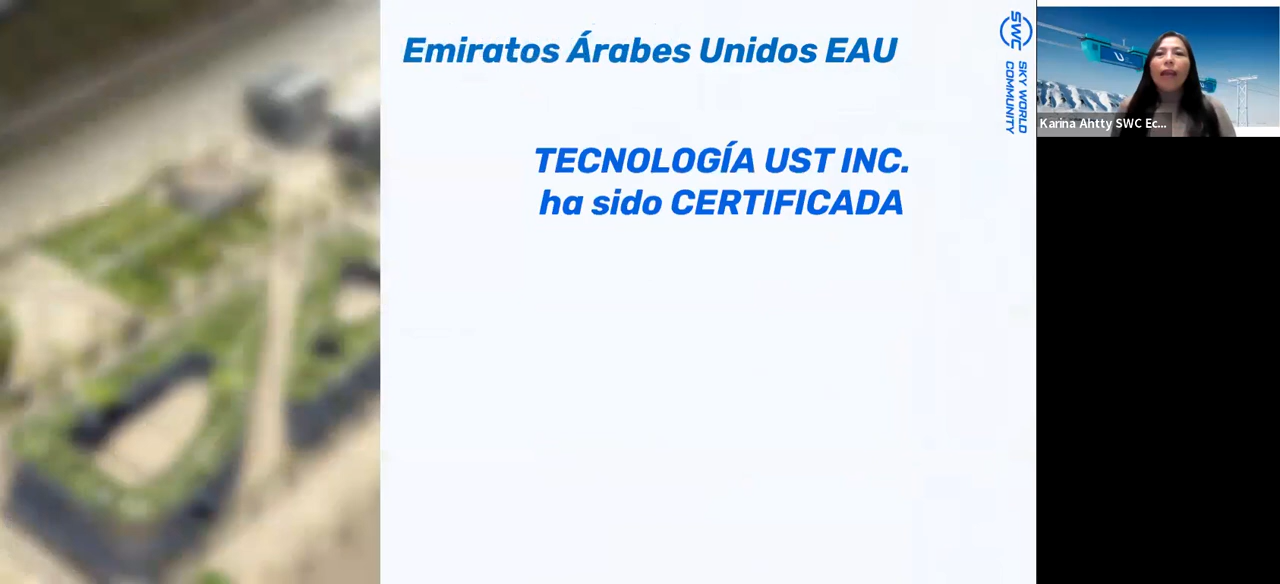 Emiratos Árabes Unidos EAU
TECNOLOGÍA UST INC.
ha sido CERTIFICADA
SWC
SKY WORLD
COMMUNITY
Karina Ahtty SWC Ec...
U